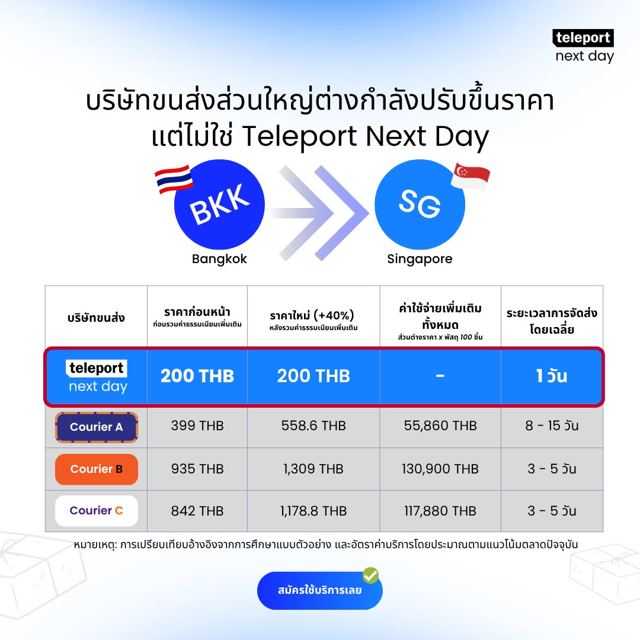 teleport
next day
บริษัทขนส่งส่วนใหญ่ต่างกำลังปรับขึ้นราคา
แต่ไม่ใช่ Teleport Next Day
BKK
SG
Bangkok
Singapore
บริษัทขนส่ง
ราคาก่อนหน้า
ก่อนรวมค่าธรรมเนียมเพิ่มเติม
ราคาใหม่ (+40%)
หลังรวมค่าธรรมเนียมเพิ่มเติม
ค่าใช้จ่ายเพิ่มเติม
ทั้งหมด
ส่วนต่างราคา x พัสดุ 100 ชิ้น
ระยะเวลาการจัดส่ง
โดยเฉลี่ย
teleport
next day
200 THB
200 THB
-
1 วัน
Courier A
399 THB
558.6 THB
55,860 THB
8 - 15 วัน
Courier B
935 THB
1,309 THB
130,900 THB
3 - 5 วัน
Courier C
842 THB
1,178.8 THB
117,880 THB
3 - 5 วัน
หมายเหตุ: การเปรียบเทียบอ้างอิงจากการศึกษาแบบตัวอย่าง และอัตราค่าบริการโดยประมาณตามแนวโน้มตลาดปัจจุบัน
สมัครใช้บริการเลย